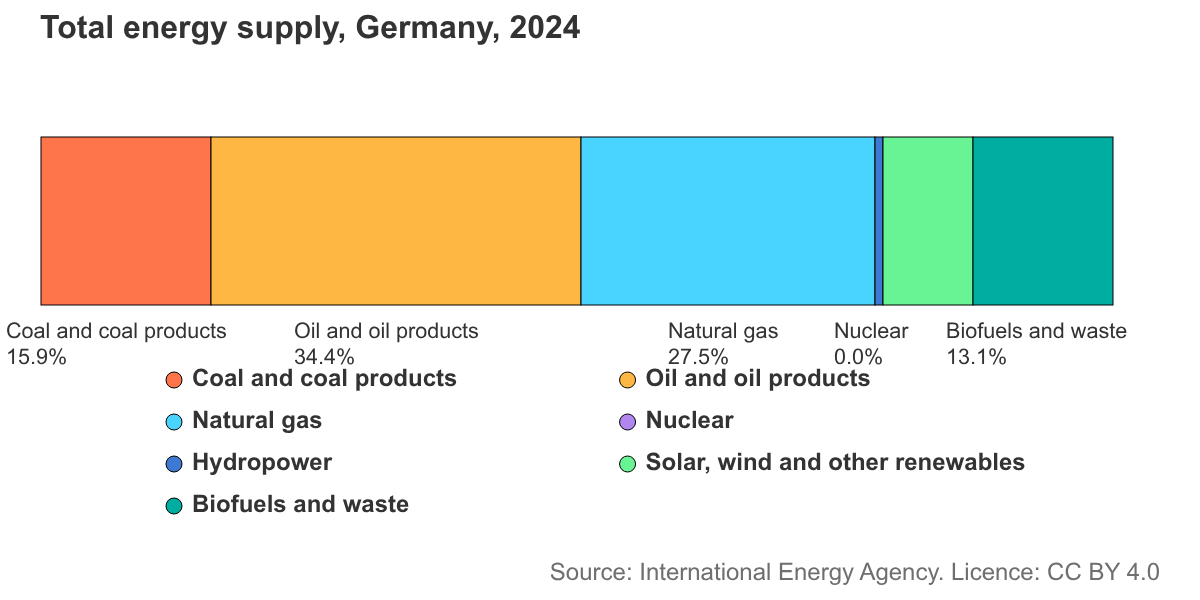 Total energy supply, Germany, 2024
Coal and coal products
15.9%
Oil and oil products
34.4%
Natural gas
27.5%
Nuclear
0.0%
Biofuels and waste
13.1%
Coal and coal products
Oil and oil products
Natural gas
Nuclear
Hydropower
Solar, wind and other renewables
Biofuels and waste
Source: International Energy Agency. Licence: CC BY 4.0